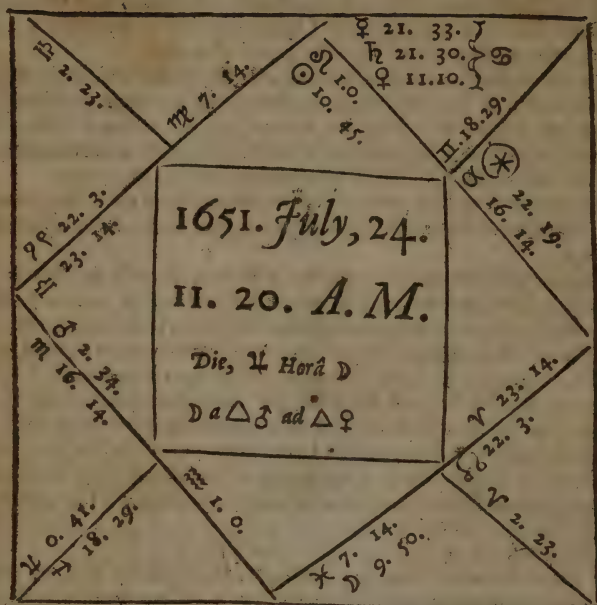 ♎ 2. 23.
♍ 7. 14.
♌ 1. 0.
☉ 10. 45.
☿ 21. 33.
♄ 21. 30. ♋
♀ 11. 10.
♊. 18. 29.
♉ 16. 14.
⊗ 22. 19.
☋ 22. 3.
♎ 23. 14.
1651. July, 24.
11. 20. A. M.
Die, ♃ Horâ ☽
☽ a △ ♂ ad △ ♀
♂ 2.
♏ 16. 14.
♃ 0. 41.
♐ 18. 29.
♒ 1. 0.
♓ 7. 14.
☽ 9. 50.
♈ 23. 14.
☊ 22. 3.
♈ 2. 23.